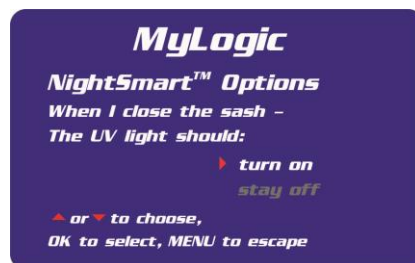 MyLogic
NightSmart™ Options
When I close the sash –
The UV light should:
turn on
stay off
or to choose,
OK to select, MENU to escape